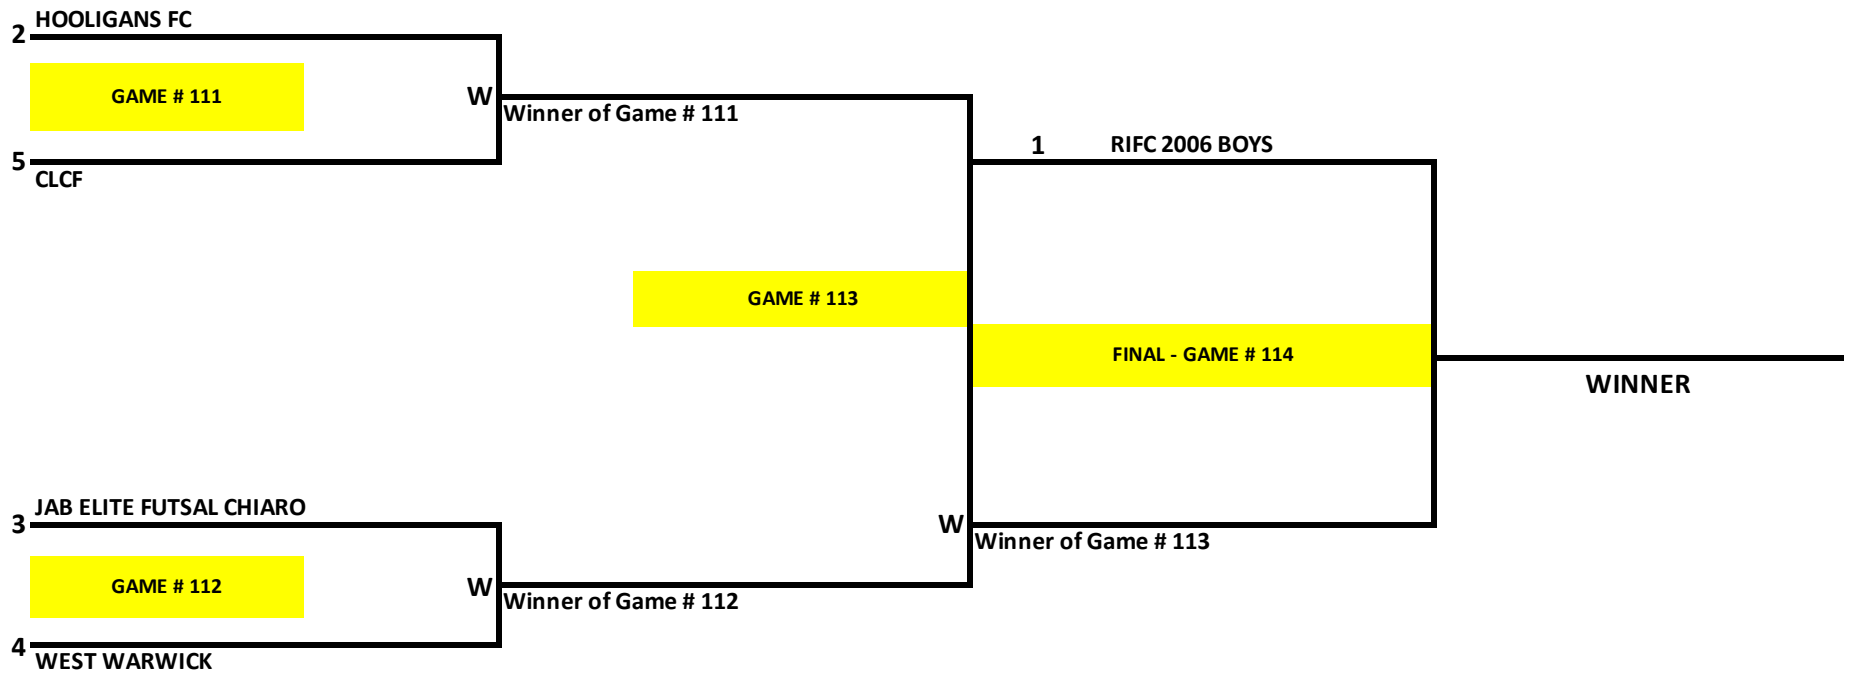 HOOLIGANS FC
2
GAME # 111
W
Winner of Game # 111
5
CLCF
1 RIFC 2006 BOYS
GAME # 113
FINAL - GAME # 114
WINNER
JAB ELITE FUTSAL CHIARO
3
W
Winner of Game # 113
GAME # 112
W
Winner of Game # 112
4
WEST WARWICK